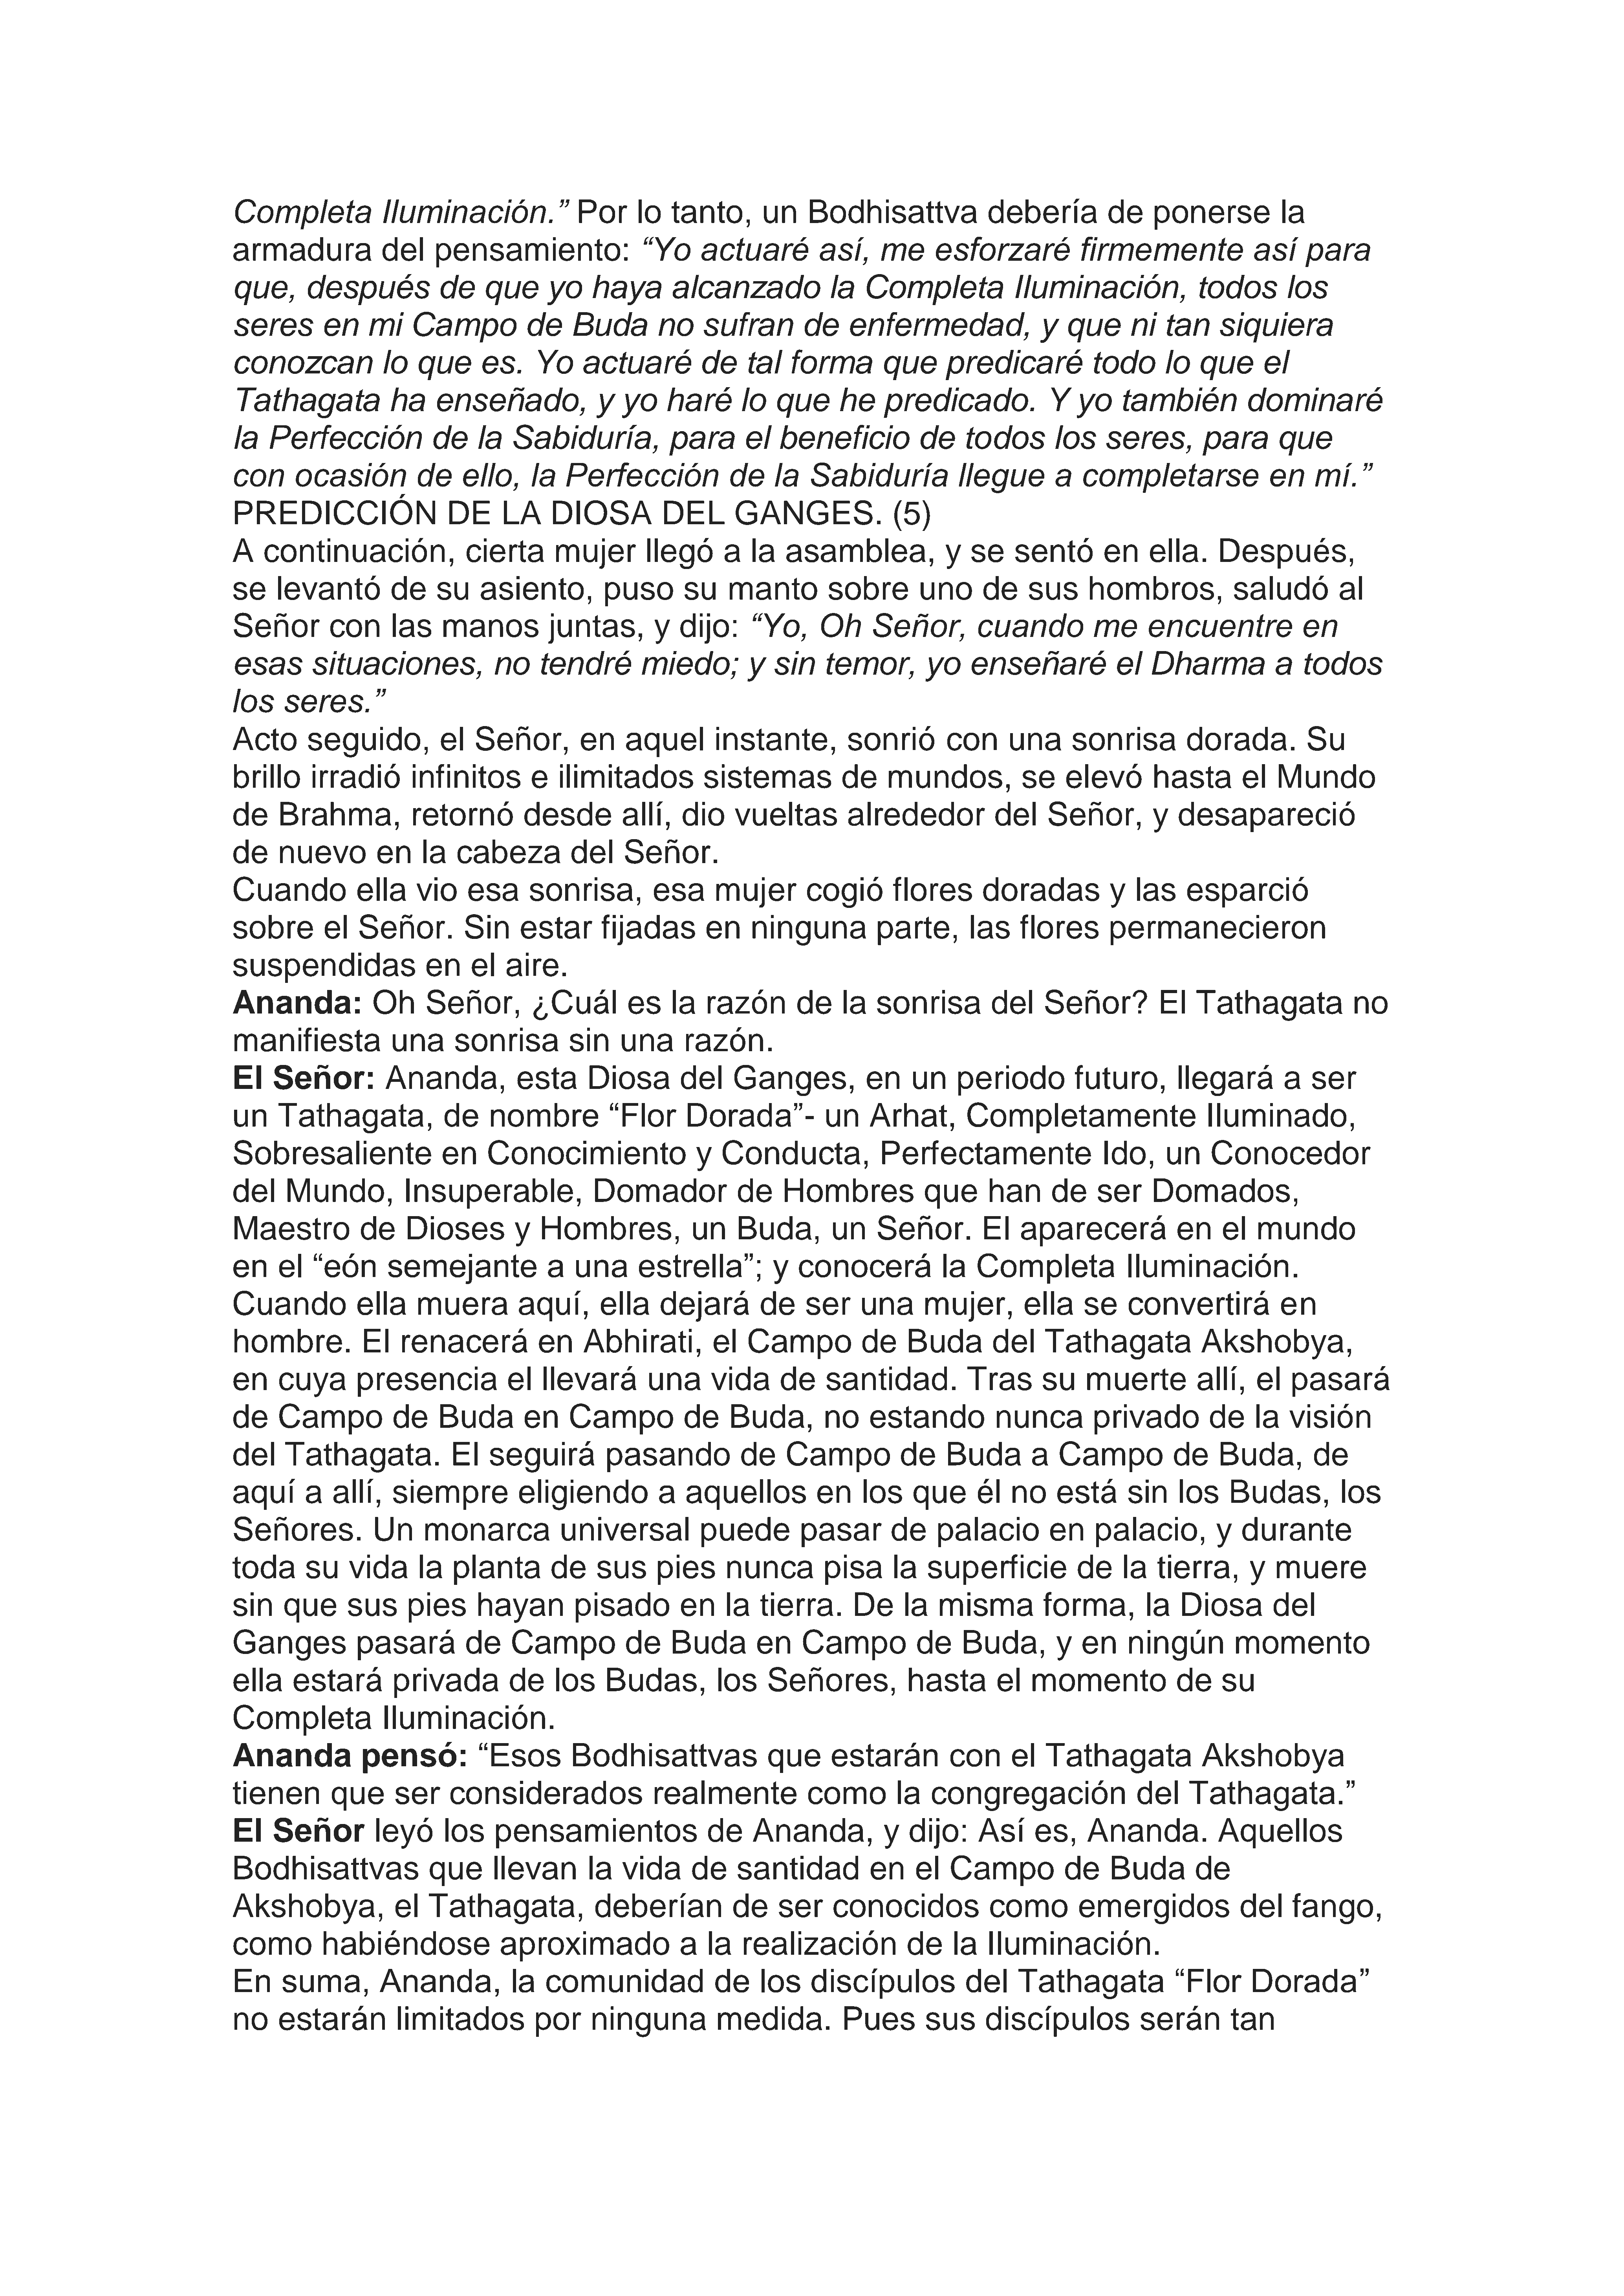 Completa Iluminación.” Por lo tanto, un Bodhisattva debería de ponerse la
armadura del pensamiento: “Yo actuaré así, me esforzaré firmemente así para
que, después de que yo haya alcanzado la Completa Iluminación, todos los
seres en mi Campo de Buda no sufran de enfermedad, y que ni tan siquiera
conozcan lo que es. Yo actuaré de tal forma que predicaré todo lo que el
Tathagata ha enseñado, y yo haré lo que he predicado. Y yo también dominaré
la Perfección de la Sabiduría, para el beneficio de todos los seres, para que
con ocasión de ello, la Perfección de la Sabiduría llegue a completarse en mí.”
PREDICCIÓN DE LA DIOSA DEL GANGES. (5)
A continuación, cierta mujer llegó a la asamblea, y se sentó en ella. Después,
se levantó de su asiento, puso su manto sobre uno de sus hombros, saludó al
Señor con las manos juntas, y dijo: “Yo, Oh Señor, cuando me encuentre en
esas situaciones, no tendré miedo; y sin temor, yo enseñaré el Dharma a todos
los seres.”
Acto seguido, el Señor, en aquel instante, sonrió con una sonrisa dorada. Su
brillo irradió infinitos e ilimitados sistemas de mundos, se elevó hasta el Mundo
de Brahma, retornó desde allí, dio vueltas alrededor del Señor, y desapareció
de nuevo en la cabeza del Señor.
Cuando ella vio esa sonrisa, esa mujer cogió flores doradas y las esparció
sobre el Señor. Sin estar fijadas en ninguna parte, las flores permanecieron
suspendidas en el aire.
Ananda: Oh Señor, ¿Cuál es la razón de la sonrisa del Señor? El Tathagata no
manifiesta una sonrisa sin una razón.
El Señor: Ananda, esta Diosa del Ganges, en un periodo futuro, llegará a ser
un Tathagata, de nombre “Flor Dorada”- un Arhat, Completamente Iluminado,
Sobresaliente en Conocimiento y Conducta, Perfectamente Ido, un Conocedor
del Mundo, Insuperable, Domador de Hombres que han de ser Domados,
Maestro de Dioses y Hombres, un Buda, un Señor. El aparecerá en el mundo
en el “eón semejante a una estrella”; y conocerá la Completa Iluminación.
Cuando ella muera aquí, ella dejará de ser una mujer, ella se convertirá en
hombre. El renacerá en Abhirati, el Campo de Buda del Tathagata Akshobya,
en cuya presencia el llevará una vida de santidad. Tras su muerte allí, el pasará
de Campo de Buda en Campo de Buda, no estando nunca privado de la visión
del Tathagata. El seguirá pasando de Campo de Buda a Campo de Buda, de
aquí a allí, siempre eligiendo a aquellos en los que él no está sin los Budas, los
Señores. Un monarca universal puede pasar de palacio en palacio, y durante
toda su vida la planta de sus pies nunca pisa la superficie de la tierra, y muere
sin que sus pies hayan pisado en la tierra. De la misma forma, la Diosa del
Ganges pasará de Campo de Buda en Campo de Buda, y en ningún momento
ella estará privada de los Budas, los Señores, hasta el momento de su
Completa Iluminación.
Ananda pensó: “Esos Bodhisattvas que estarán con el Tathagata Akshobya
tienen que ser considerados realmente como la congregación del Tathagata.”
El Señor leyó los pensamientos de Ananda, y dijo: Así es, Ananda. Aquellos
Bodhisattvas que llevan la vida de santidad en el Campo de Buda de
Akshobya, el Tathagata, deberían de ser conocidos como emergidos del fango,
como habiéndose aproximado a la realización de la Iluminación.
En suma, Ananda, la comunidad de los discípulos del Tathagata “Flor Dorada”
no estarán limitados por ninguna medida. Pues sus discípulos serán tan